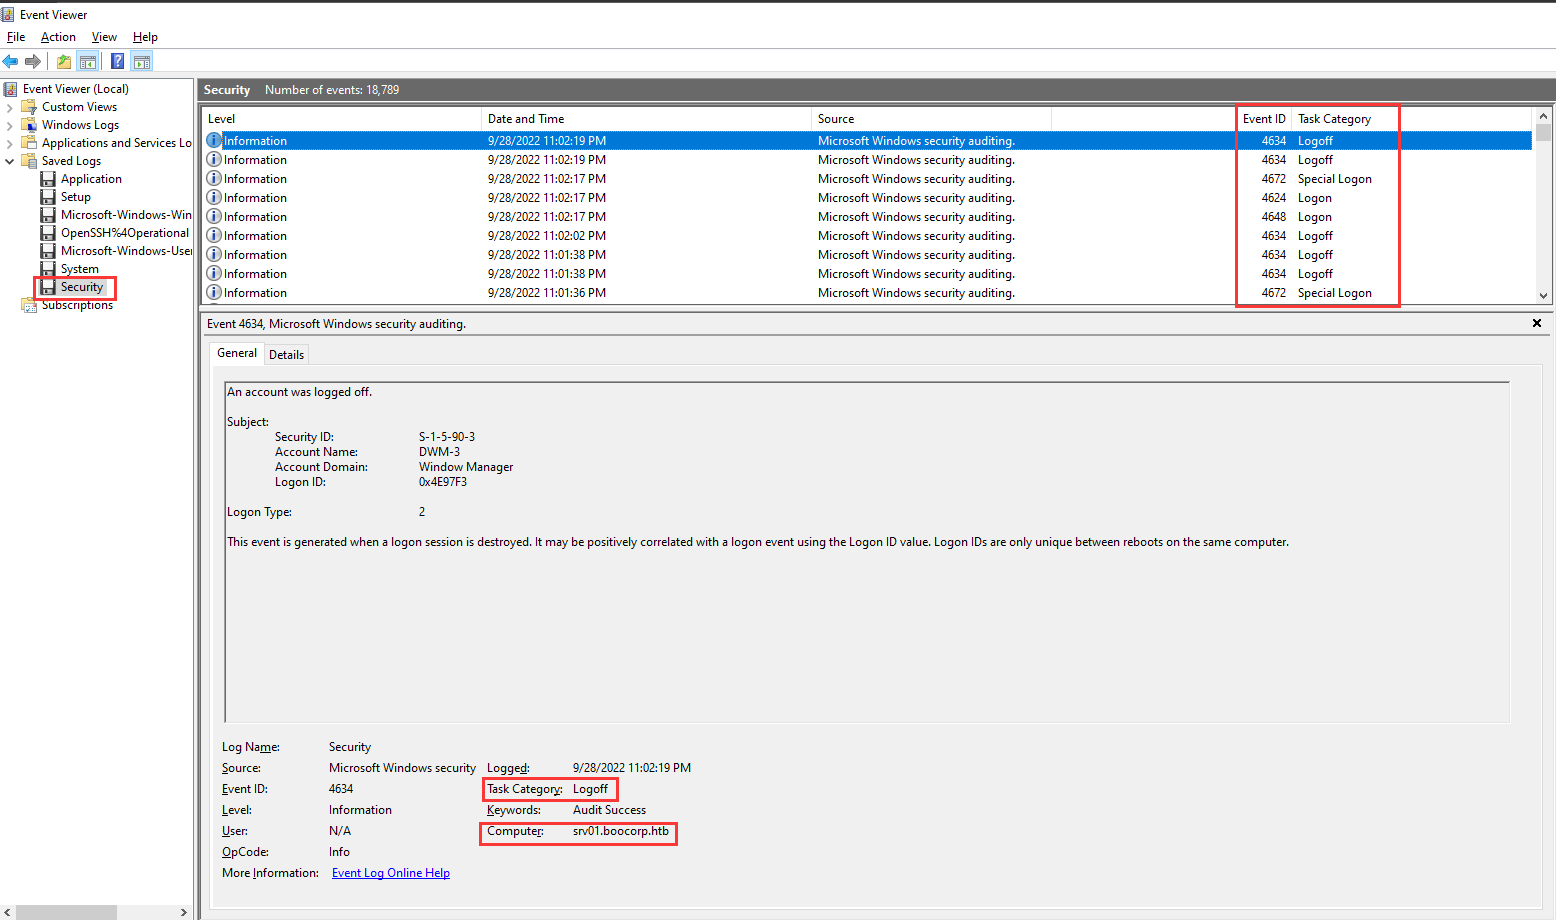 Event Viewer
File Action View Help
Event Viewer (Local)
Custom Views
Windows Logs
Applications and Services Lo
Saved Logs
Application
Setup
Microsoft-Windows-Win
OpenSSH%4Operational
Microsoft-Windows-User
System
Security
Subscriptions
Security Number of events: 18,789
Level Date and Time Source Event ID Task Category
Information 9/28/2022 11:02:19 PM Microsoft Windows security auditing. 4634 Logoff
Information 9/28/2022 11:02:19 PM Microsoft Windows security auditing. 4634 Logoff
Information 9/28/2022 11:02:17 PM Microsoft Windows security auditing. 4672 Special Logon
Information 9/28/2022 11:02:17 PM Microsoft Windows security auditing. 4624 Logon
Information 9/28/2022 11:02:17 PM Microsoft Windows security auditing. 4648 Logon
Information 9/28/2022 11:02:02 PM Microsoft Windows security auditing. 4634 Logoff
Information 9/28/2022 11:01:38 PM Microsoft Windows security auditing. 4634 Logoff
Information 9/28/2022 11:01:38 PM Microsoft Windows security auditing. 4634 Logoff
Information 9/28/2022 11:01:36 PM Microsoft Windows security auditing. 4672 Special Logon
Event 4634, Microsoft Windows security auditing.
General Details
An account was logged off.
Subject:
Security ID: S-1-5-90-3
Account Name: DWM-3
Account Domain: Window Manager
Logon ID: 0x4E97F3
Logon Type: 2
This event is generated when a logon session is destroyed. It may be positively correlated with a logon event using the Logon ID value. Logon IDs are only unique between reboots on the same computer.
Log Name: Security
Source: Microsoft Windows security Logged: 9/28/2022 11:02:19 PM
Event ID: 4634 Task Category: Logoff
Level: Information Keywords: Audit Success
User: N/A Computer: srv01.boocorp.htb
OpCode: Info
More Information: Event Log Online Help